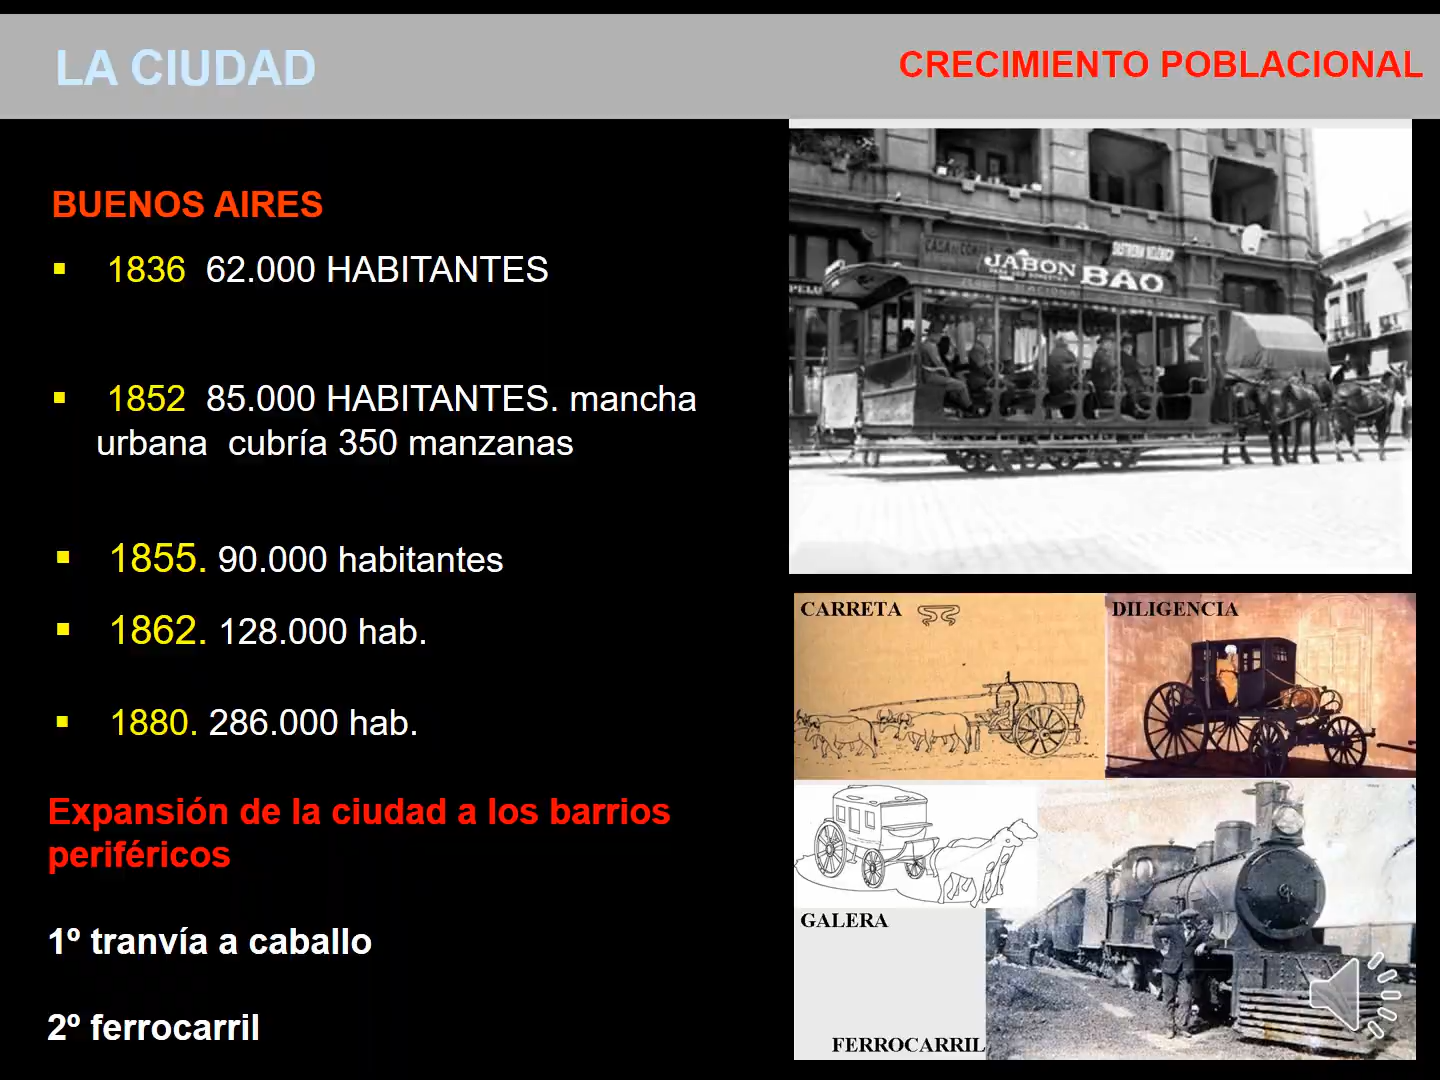 LA CIUDAD
CRECIMIENTO POBLACIONAL
BUENOS AIRES
▪ 1836 62.000 HABITANTES
▪ 1852 85.000 HABITANTES. mancha
urbana cubría 350 manzanas
▪ 1855. 90.000 habitantes
▪ 1862. 128.000 hab.
▪ 1880. 286.000 hab.
Expansión de la ciudad a los barrios
periféricos
1º tranvía a caballo
2º ferrocarril
JABON BAO
CARRETA
DILIGENCIA
GALERA
FERROCARRIL